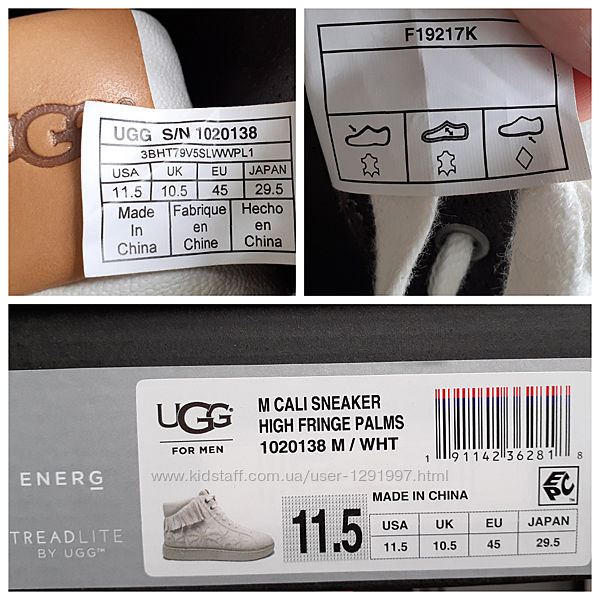 UGG
UGG S/N 1020138
3BHT79V5SLWWPL1
USA UK EU JAPAN
11.5 10.5 45 29.5
Made In China
Fabrique en Chine
Hecho en China
F19217K
ENERG
TREADLITE
BY UGG™
UGG
FOR MEN
M CALI SNEAKER
HIGH FRINGE PALMS
1020138 M / WHT
1 91142 36281 8
www.kidstaff.com.ua/user-1291997.html
11.5
MADE IN CHINA
USA UK EU JAPAN
11.5 10.5 45 29.5
EPC